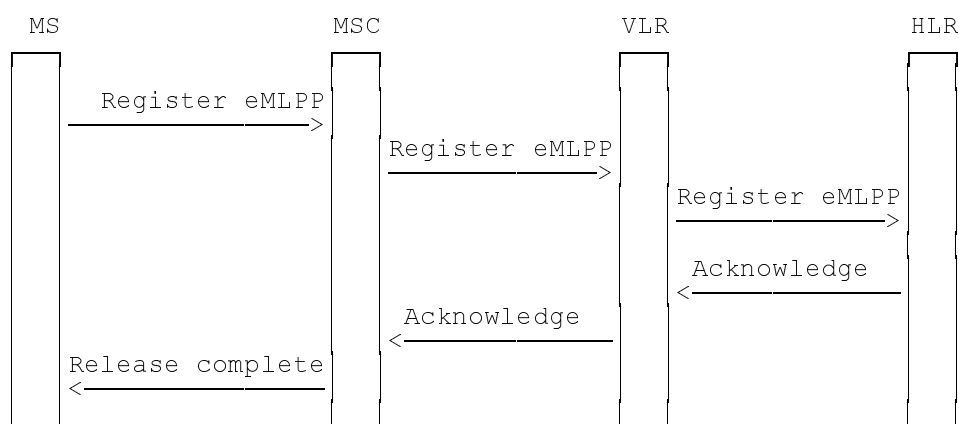 MS MSC VLR HLR
Register eMLPP
Register eMLPP
Register eMLPP
Acknowledge
Acknowledge
Release complete